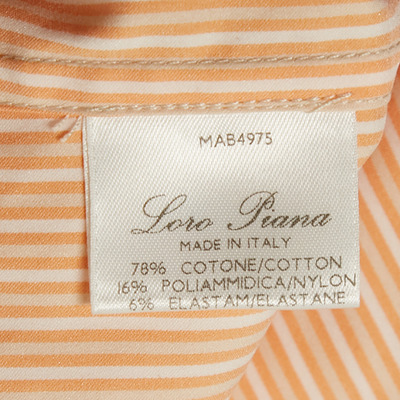 MAB4975
Loro Piana
MADE IN ITALY
78% COTONE/COTTON
16% POLIAMMIDICA/NYLON
6% ELASTAM/ELASTANE